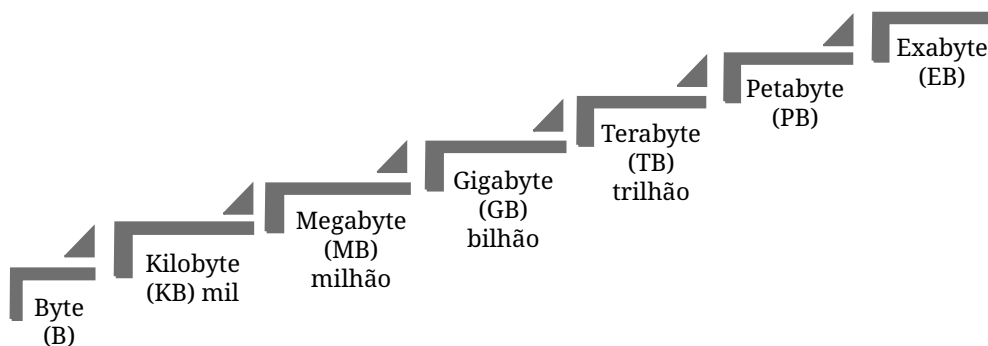 Byte
(B)
Kilobyte
(KB) mil
Megabyte
(MB)
milhão
Gigabyte
(GB)
bilhão
Terabyte
(TB)
trilhão
Petabyte
(PB)
Exabyte
(EB)